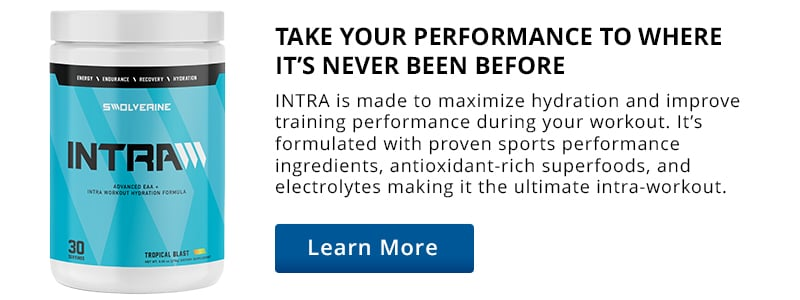 ENERGY \ ENDURANCE \ RECOVERY \ HYDRATION
SWOLVERINE
INTRA
ADVANCED EAA +
INTRA WORKOUT HYDRATION FORMULA
30
SERVINGS
TROPICAL BLAST
TAKE YOUR PERFORMANCE TO WHERE
IT’S NEVER BEEN BEFORE
INTRA is made to maximize hydration and improve
training performance during your workout. It’s
formulated with proven sports performance
ingredients, antioxidant-rich superfoods, and
electrolytes making it the ultimate intra-workout.
Learn More